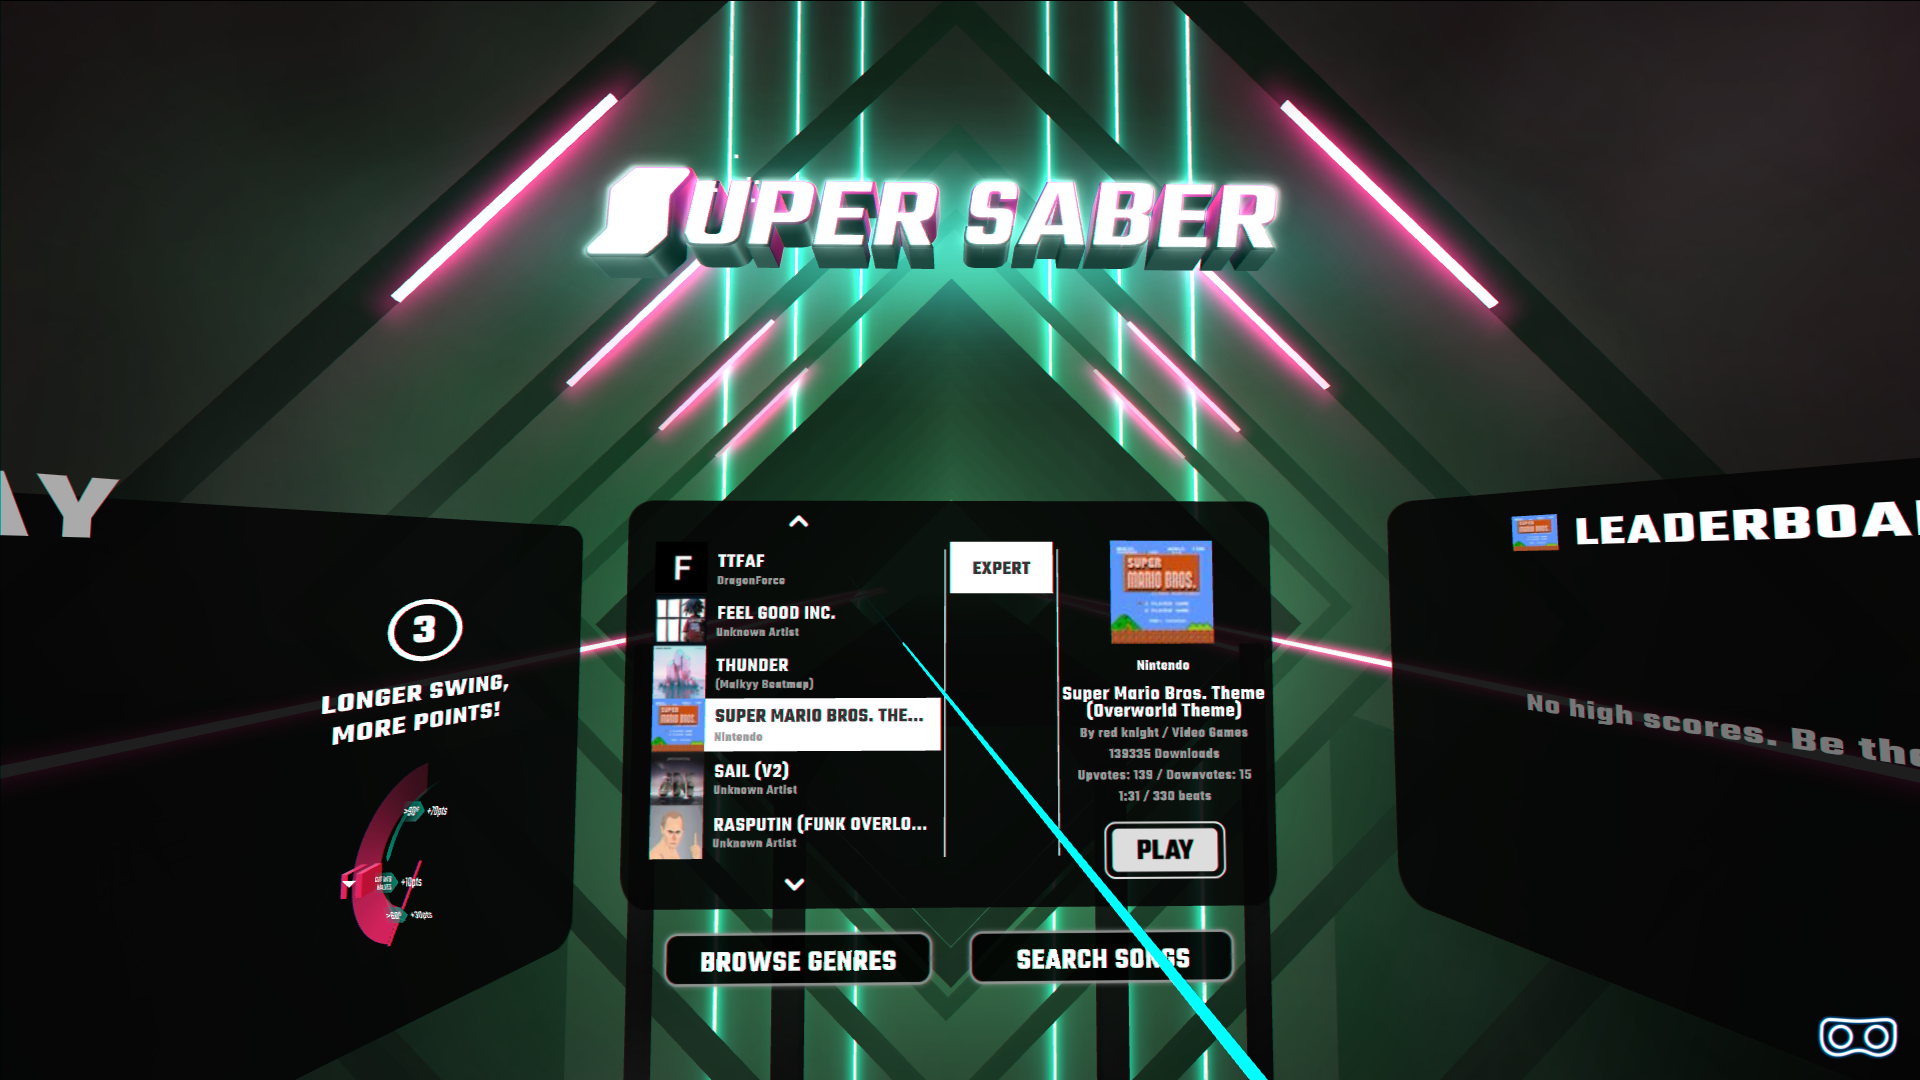 SUPER SABER
AY
3
LONGER SWING,
MORE POINTS!
>90° +70pts
+10pts
>60° +30pts
F
TTFAF
DragonForce
FEEL GOOD INC.
Unknown Artist
THUNDER
(Malkyy Beatmap)
SUPER MARIO BROS. THE...
Nintendo
SAIL (V2)
Unknown Artist
RASPUTIN (FUNK OVERLO...
Unknown Artist
EXPERT
SUPER
MARIO BROS.
Nintendo
Super Mario Bros. Theme
(Overworld Theme)
By red knight / Video Games
139335 Downloads
Upvotes: 139 / Downvotes: 15
1:31 / 330 beats
PLAY
BROWSE GENRES
SEARCH SONGS
LEADERBOA
No high scores. Be the